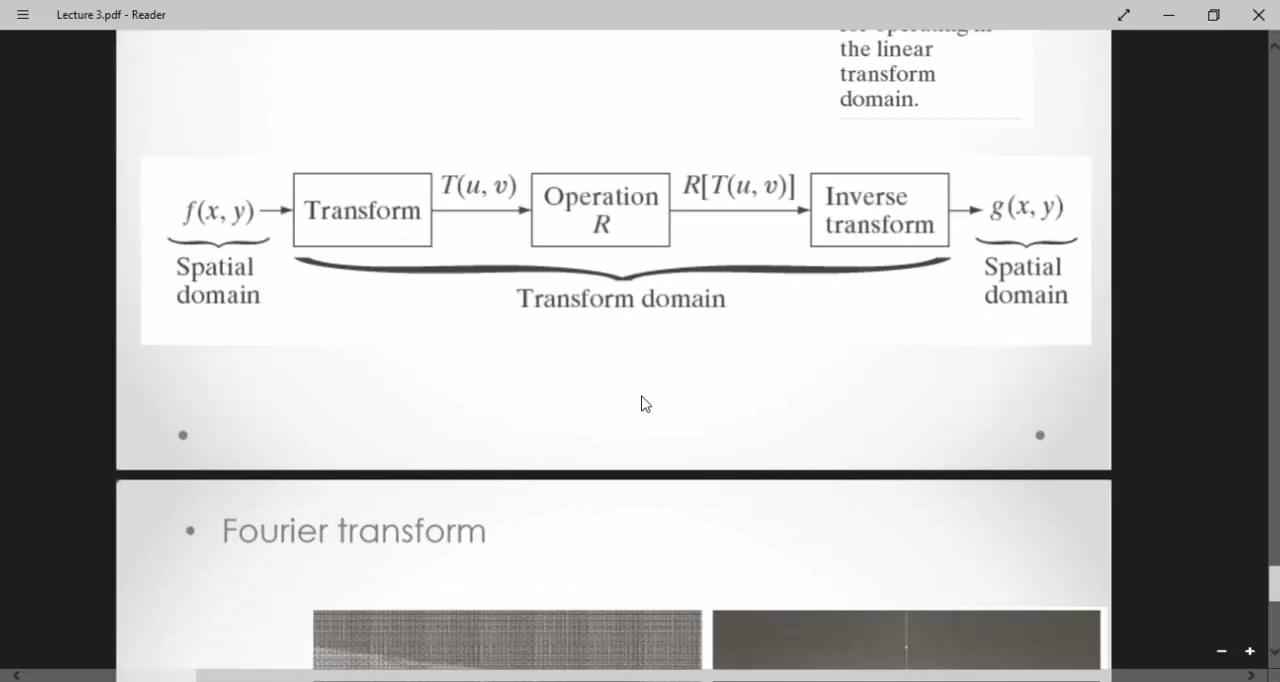 Lecture 3.pdf - Reader
the linear
transform
domain.
f(x, y)
Transform
T(u, v)
Operation
R
R[T(u, v)]
Inverse
transform
g(x, y)
Spatial
domain
Transform domain
Spatial
domain
• Fourier transform